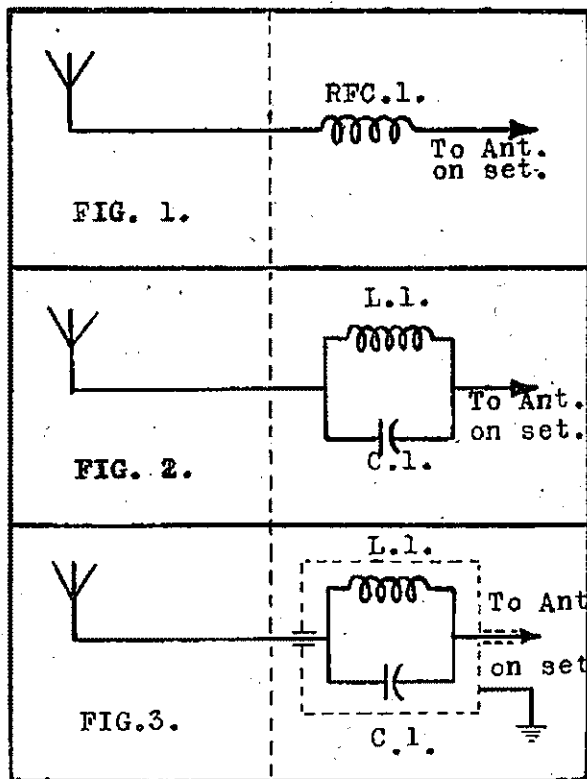 RFC.1.
To Ant.
on set.
FIG. 1.
L.1.
To Ant.
on set.
C.1.
FIG. 2.
L.1.
To Ant
on set
FIG.3.
C.1.